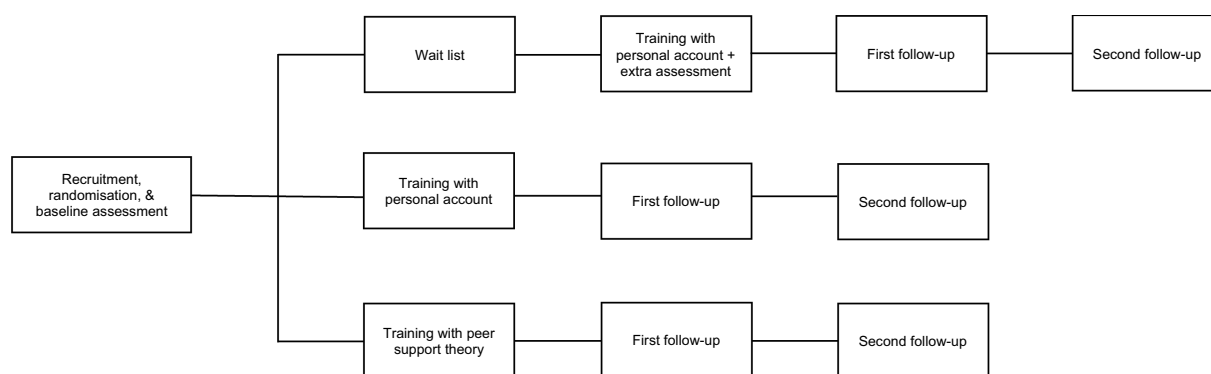 Wait list
Training with
personal account +
extra assessment
First follow-up
Second follow-up
Recruitment,
randomisation, &
baseline assessment
Training with
personal account
First follow-up
Second follow-up
Training with peer
support theory
First follow-up
Second follow-up